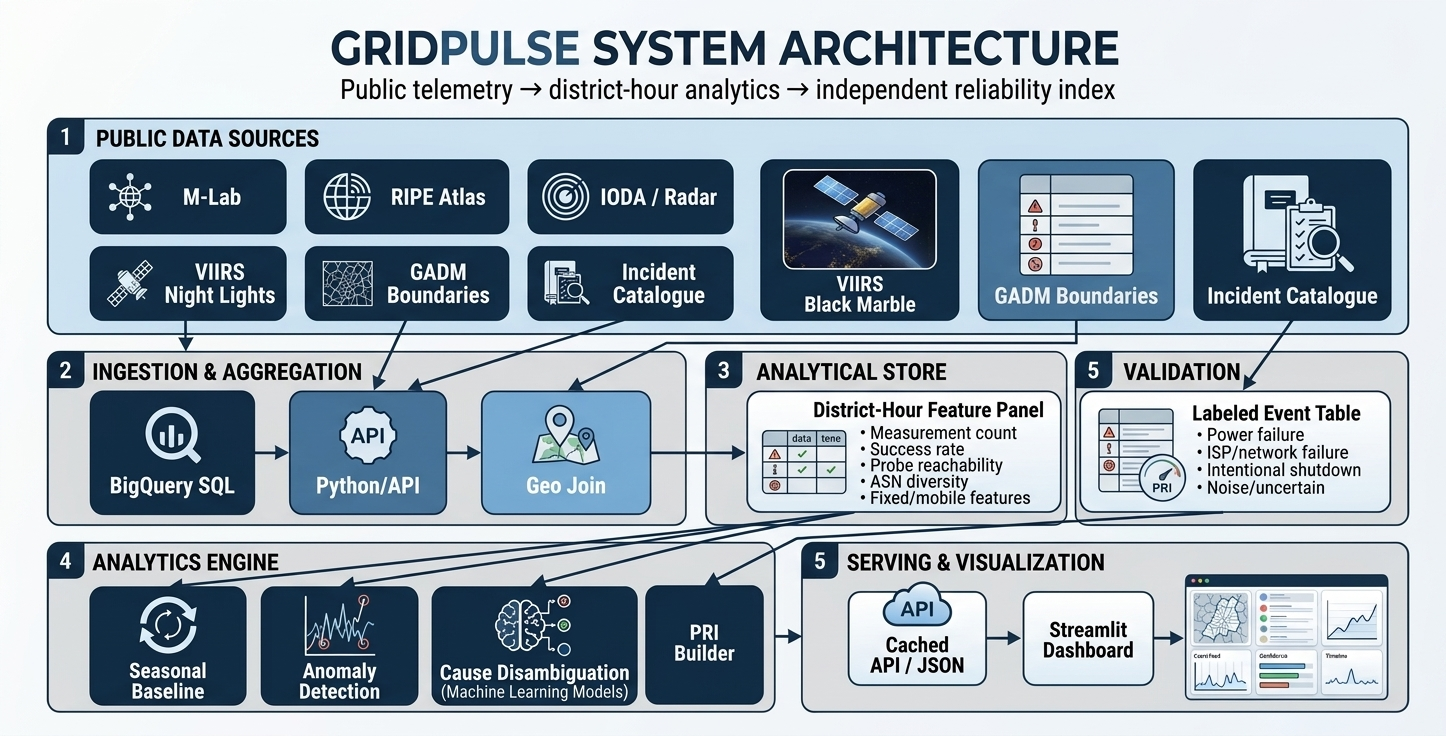 GRIDPULSE SYSTEM ARCHITECTURE
Public telemetry → district-hour analytics → independent reliability index
1 PUBLIC DATA SOURCES
M-Lab
RIPE Atlas
IODA / Radar
VIIRS
Night Lights
GADM
Boundaries
Incident
Catalogue
VIIRS
Black Marble
GADM Boundaries
Incident Catalogue
2 INGESTION & AGGREGATION
BigQuery SQL
API
Python/API
Geo Join
3 ANALYTICAL STORE
District-Hour Feature Panel
data tene
• Measurement count
• Success rate
• Probe reachability
• ASN diversity
• Fixed/mobile features
5 VALIDATION
Labeled Event Table
PRI
• Power failure
• ISP/network failure
• Intentional shutdown
• Noise/uncertain
4 ANALYTICS ENGINE
Seasonal
Baseline
Anomaly
Detection
Cause Disambiguation
(Machine Learning Models)
PRI
Builder
5 SERVING & VISUALIZATION
API
Cached
API / JSON
Streamlit
Dashboard